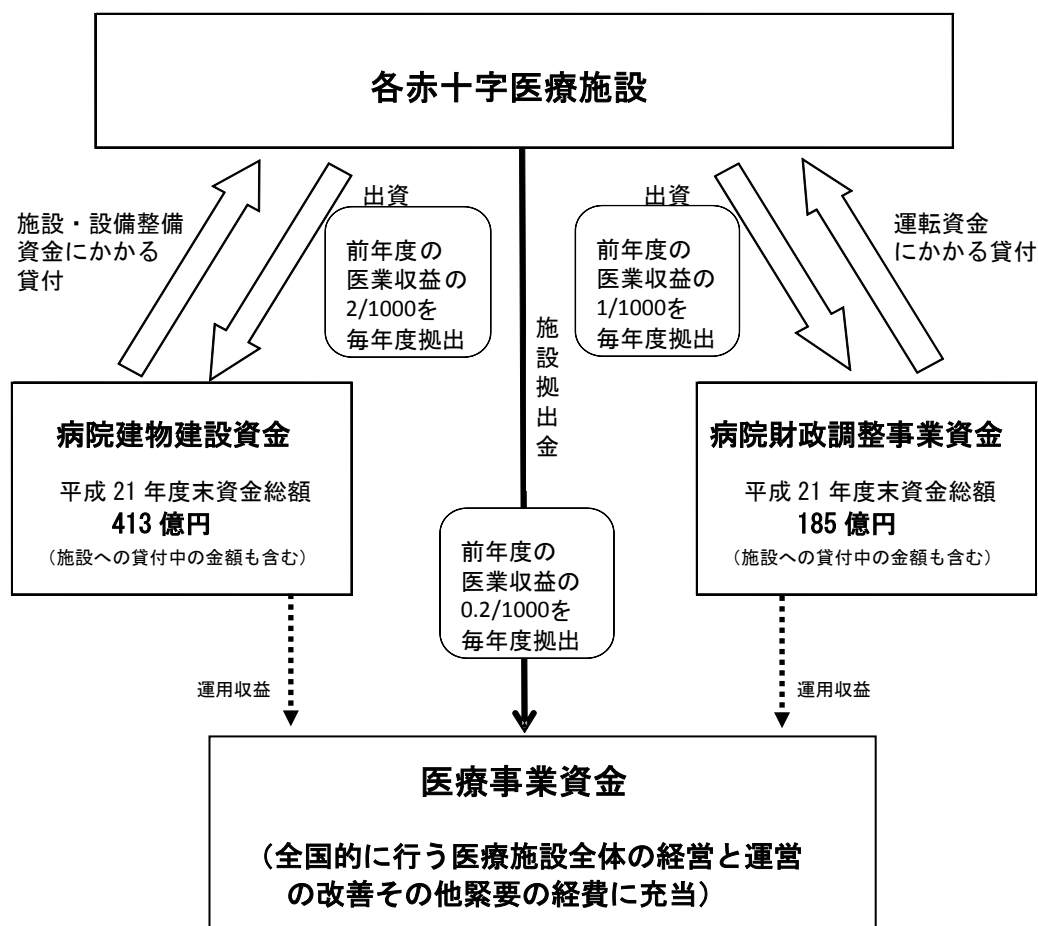 各赤十字医療施設
施設・設備整備
資金にかかる
貸付
出資
前年度の
医業収益の
2/1000を
毎年度拠出
施設拠出金
出資
前年度の
医業収益の
1/1000を
毎年度拠出
運転資金
にかかる貸付
病院建物建設資金
平成 21 年度末資金総額
413 億円
（施設への貸付中の金額も含む）
病院財政調整事業資金
平成 21 年度末資金総額
185 億円
（施設への貸付中の金額も含む）
前年度の
医業収益の
0.2/1000を
毎年度拠出
運用収益
運用収益
医療事業資金
（全国的に行う医療施設全体の経営と運営
の改善その他緊要の経費に充当）